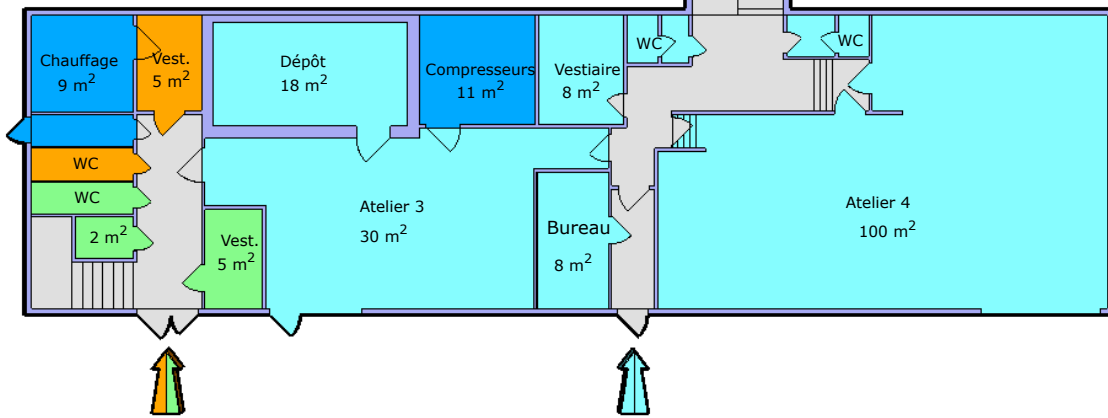 Chauffage
9 m²
Vest.
5 m²
Dépôt
18 m²
Compresseurs
11 m²
Vestiaire
8 m²
WC
WC
WC
WC
2 m²
Vest.
5 m²
Atelier 3
30 m²
Bureau
8 m²
Atelier 4
100 m²